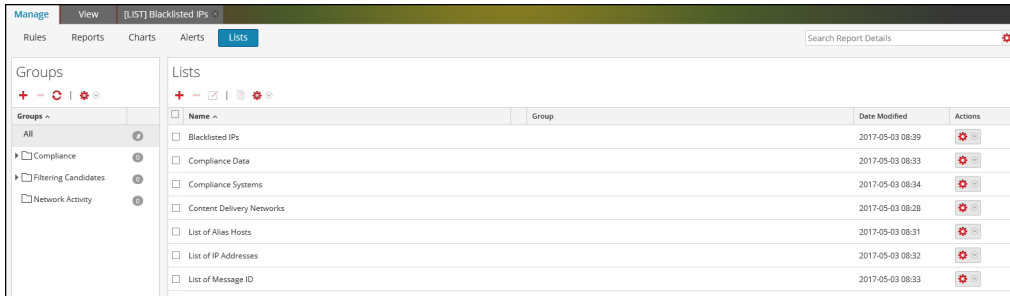 Manage View [LIST] Blacklisted IPs ×
Rules Reports Charts Alerts Lists Search Report Details
Groups
Groups
All
Compliance 0
Filtering Candidates 0
Network Activity 0
Lists
Name Group Date Modified Actions
Blacklisted IPs 2017-05-03 08:39
Compliance Data 2017-05-03 08:33
Compliance Systems 2017-05-03 08:34
Content Delivery Networks 2017-05-03 08:28
List of Alias Hosts 2017-05-03 08:31
List of IP Addresses 2017-05-03 08:32
List of Message ID 2017-05-03 08:33